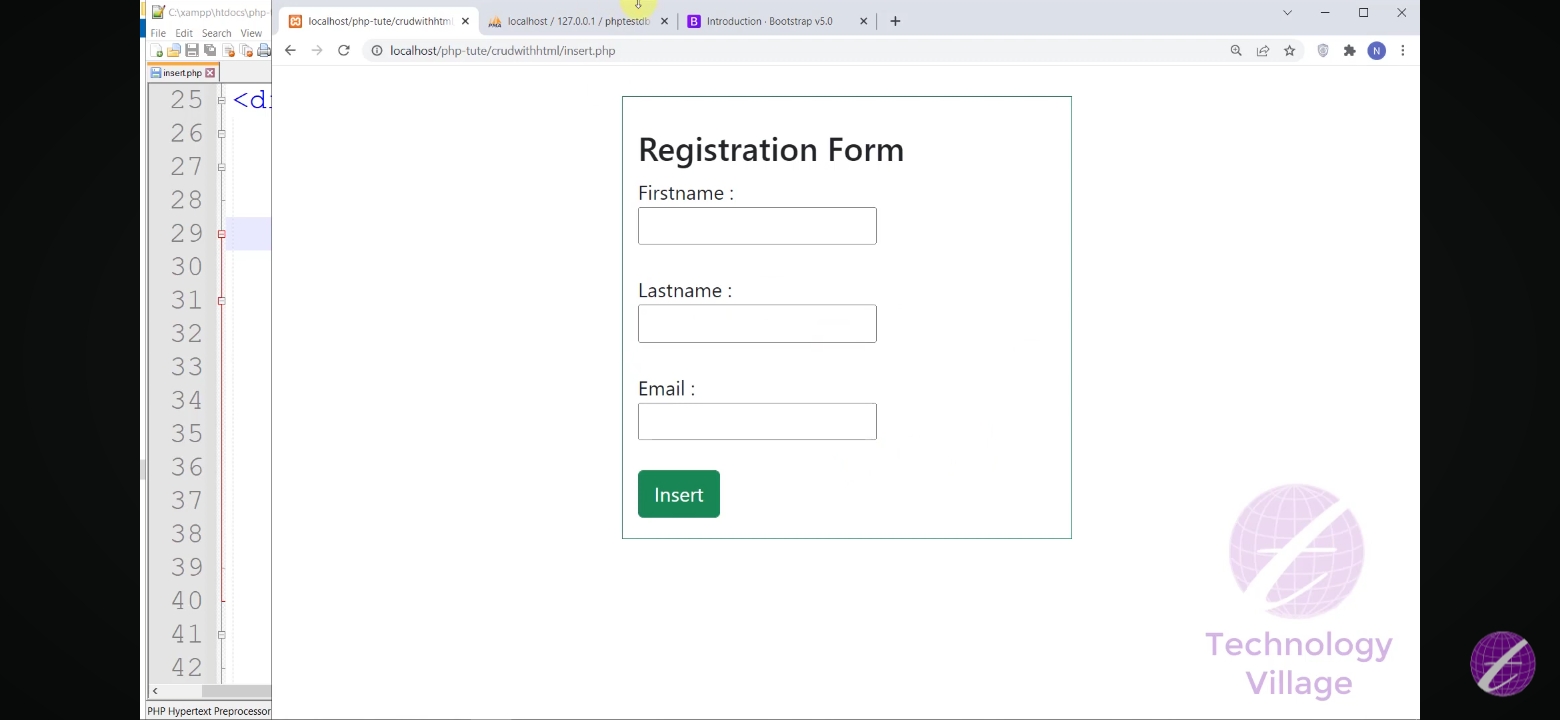 C:\xampp\htdocs\php-
File Edit Search View
insert.php
25 <di
26
27
28
29
30
31
32
33
34
35
36
37
38
39
40
41
42
PHP Hypertext Preprocessor
localhost/php-tute/crudwithhtml
localhost / 127.0.0.1 / phptestdb
B Introduction · Bootstrap v5.0
localhost/php-tute/crudwithhtml/insert.php
N
Registration Form
Firstname :
Lastname :
Email :
Insert
Technology
Village